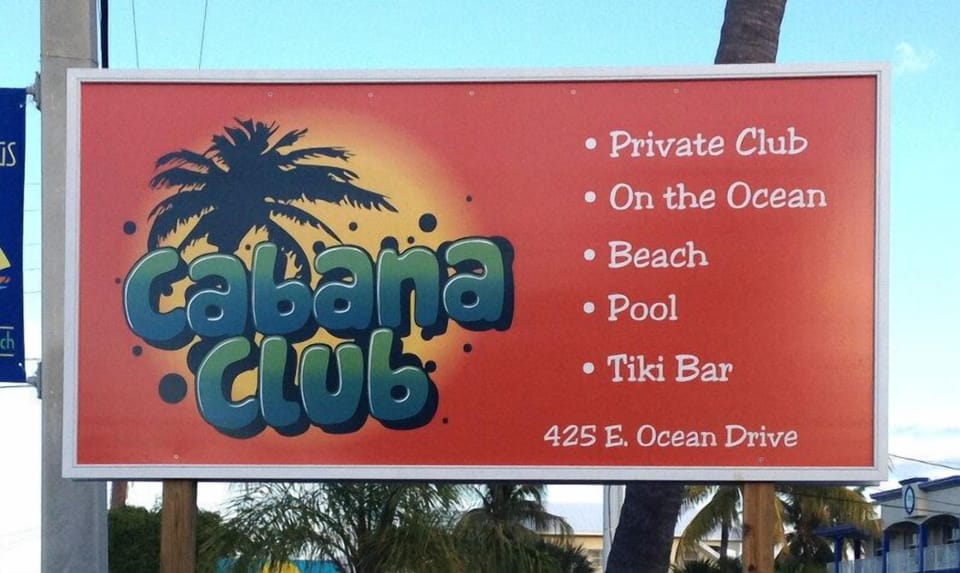 Cabana
Club
• Private Club
• On the Ocean
• Beach
• Pool
• Tiki Bar
425 E. Ocean Drive